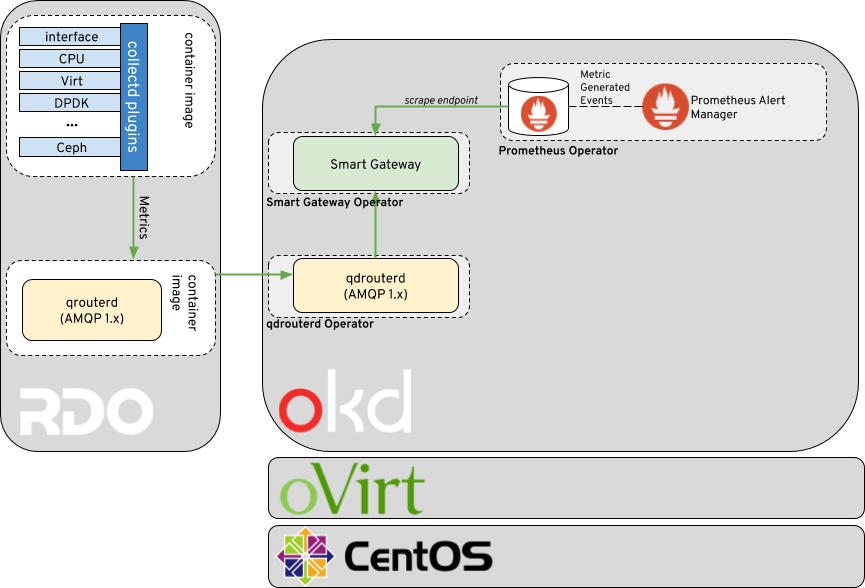 interface
CPU
Virt
DPDK
...
Ceph
collectd plugins
container image
Metrics
qrouterd
(AMQP 1.x)
container
image
RDO
scrape endpoint
Metric
Generated
Events
Prometheus Alert
Manager
Prometheus Operator
Smart Gateway
Smart Gateway Operator
qdrouterd
(AMQP 1.x)
qdrouterd Operator
okd
oVirt
CentOS